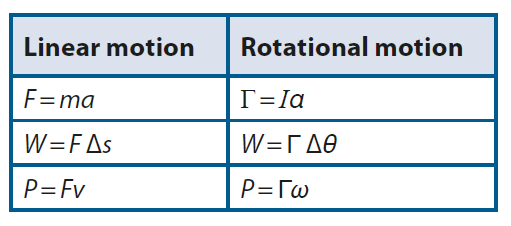 Linear motion Rotational motion
F = ma Γ = Iα
W = F Δs W = Γ Δθ
P = Fv P = Γω